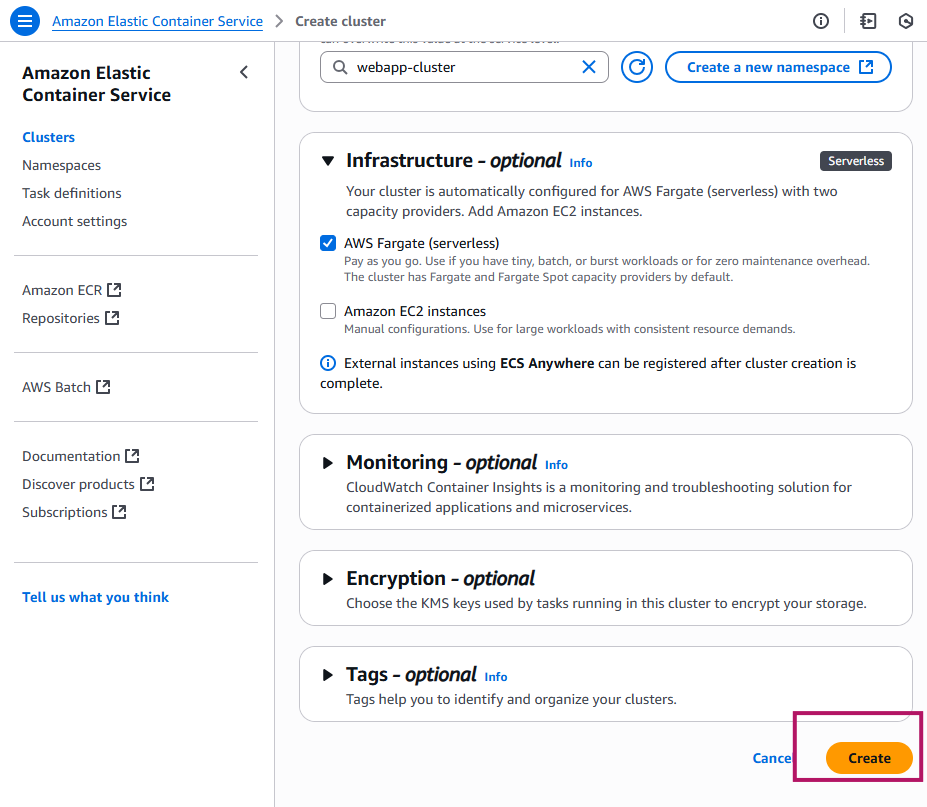 Amazon Elastic Container Service > Create cluster
Amazon Elastic
Container Service
Clusters
Namespaces
Task definitions
Account settings
Amazon ECR
Repositories
AWS Batch
Documentation
Discover products
Subscriptions
Tell us what you think
webapp-cluster
Create a new namespace
Infrastructure - optional Info
Serverless
Your cluster is automatically configured for AWS Fargate (serverless) with two
capacity providers. Add Amazon EC2 instances.
AWS Fargate (serverless)
Pay as you go. Use if you have tiny, batch, or burst workloads or for zero maintenance overhead.
The cluster has Fargate and Fargate Spot capacity providers by default.
Amazon EC2 instances
Manual configurations. Use for large workloads with consistent resource demands.
External instances using ECS Anywhere can be registered after cluster creation is
complete.
Monitoring - optional Info
CloudWatch Container Insights is a monitoring and troubleshooting solution for
containerized applications and microservices.
Encryption - optional
Choose the KMS keys used by tasks running in this cluster to encrypt your storage.
Tags - optional Info
Tags help you to identify and organize your clusters.
Cancel
Create